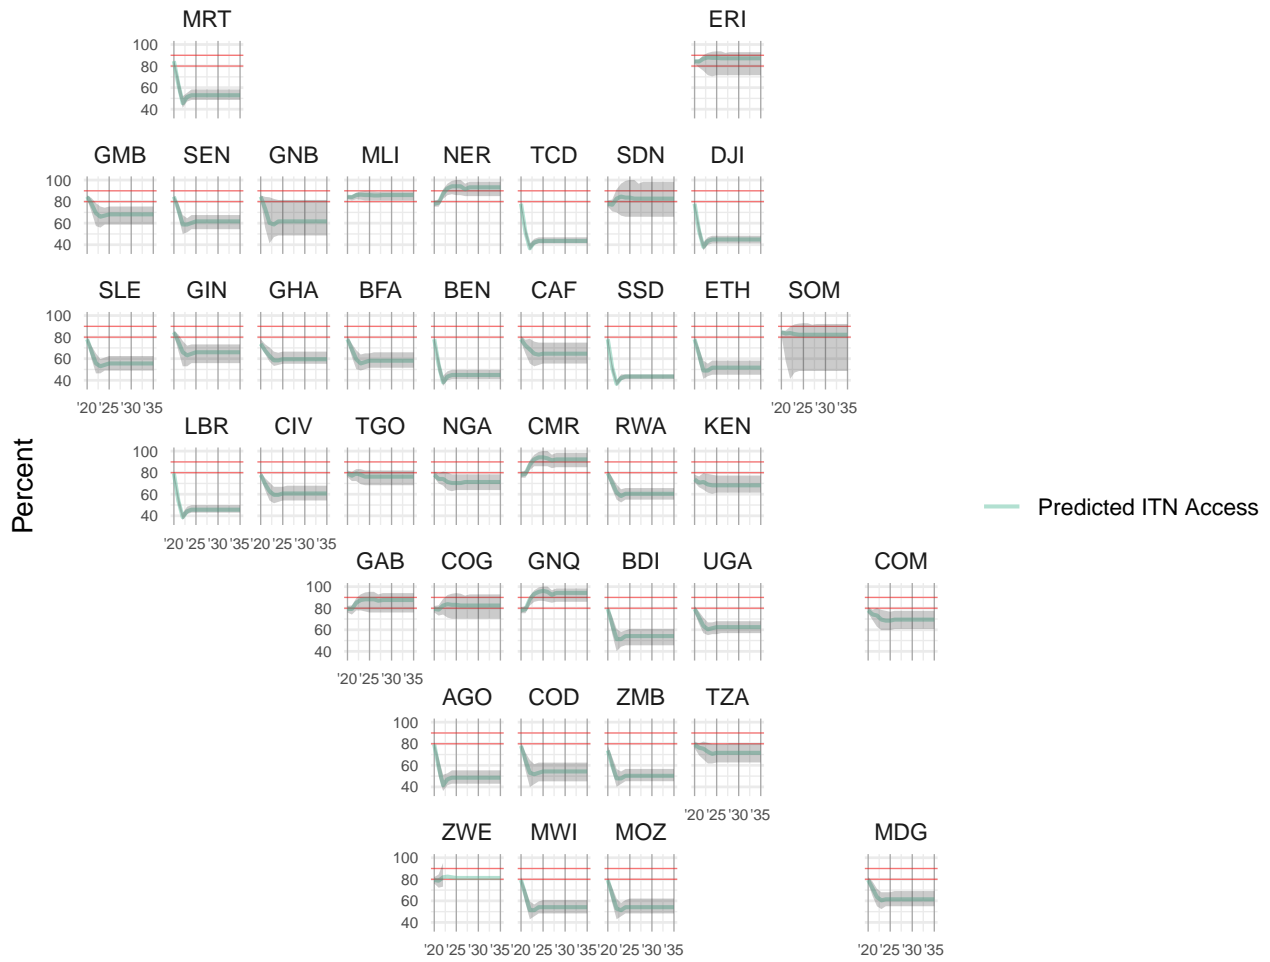 MRT ERI
100
80
60
40
GMB SEN GNB MLI NER TCD SDN DJI
100
80
60
40
SLE GIN GHA BFA BEN CAF SSD ETH SOM
100
80
60
40
'20 '25 '30 '35 '20 '25 '30 '35
LBR CIV TGO NGA CMR RWA KEN
100
80
60
40
'20 '25 '30 '35 '20 '25 '30 '35
GAB COG GNQ BDI UGA COM
100
80
60
40
'20 '25 '30 '35
AGO COD ZMB TZA
100
80
60
40
'20 '25 '30 '35
ZWE MWI MOZ MDG
100
80
60
40
'20 '25 '30 '35 '20 '25 '30 '35 '20 '25 '30 '35 '20 '25 '30 '35
Percent
Predicted ITN Access